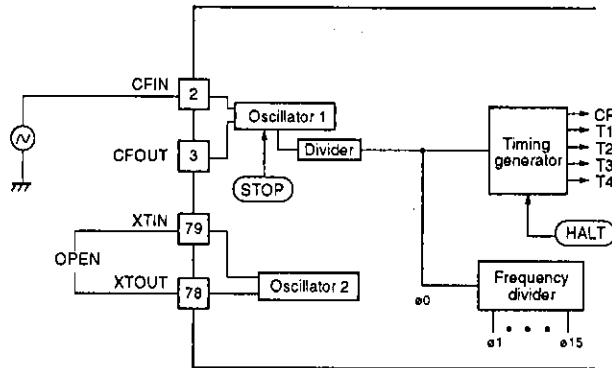 CFIN
2
Oscillator 1
CFOUT
3
Divider
STOP
Timing
generator
CP
T1
T2
T3
T4
HALT
XTIN
79
OPEN
XTOUT
78
Oscillator 2
ø0
Frequency
divider
ø1
ø15